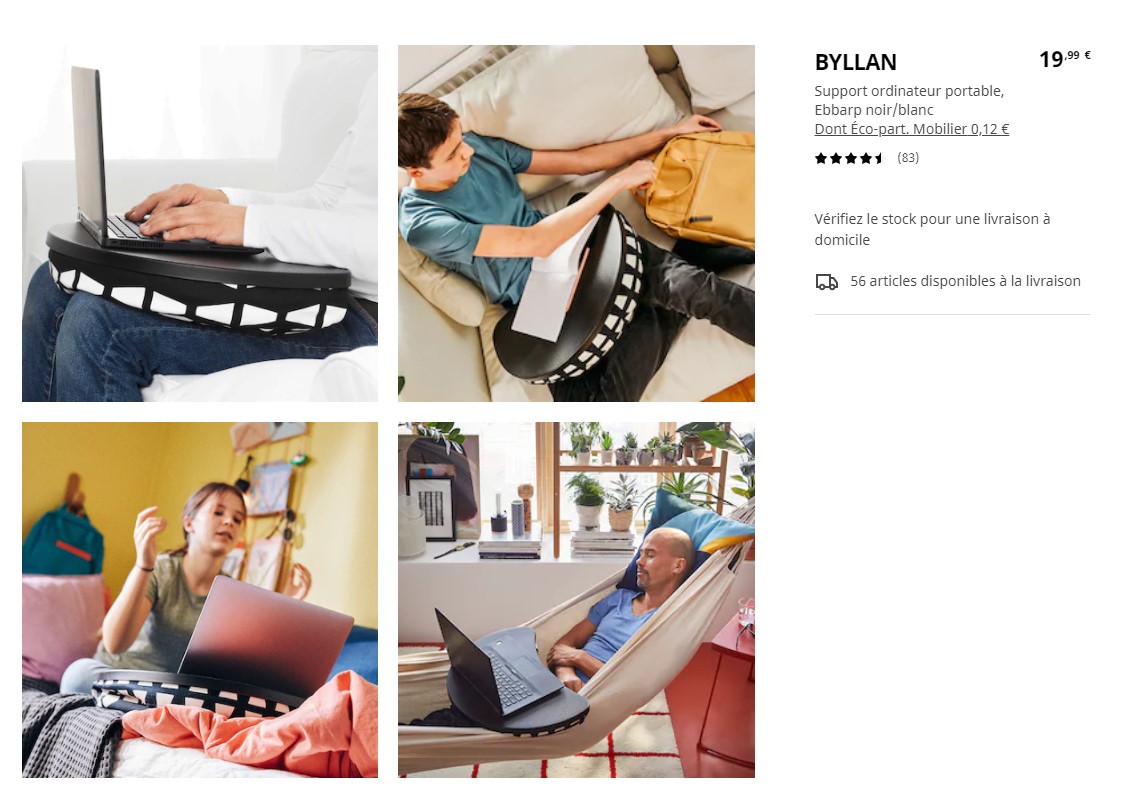 BYLLAN
19,99 €
Support ordinateur portable,
Ebbarp noir/blanc
Dont Éco-part. Mobilier 0,12 €
(83)
Vérifiez le stock pour une livraison à
domicile
56 articles disponibles à la livraison